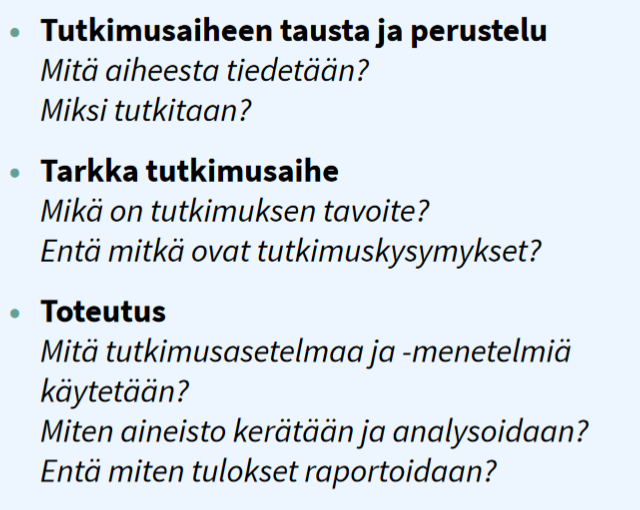 • Tutkimusaiheen tausta ja perustelu
Mitä aiheesta tiedetään?
Miksi tutkitaan?
• Tarkka tutkimusaihe
Mikä on tutkimuksen tavoite?
Entä mitkä ovat tutkimuskysymykset?
• Toteutus
Mitä tutkimusasetelmaa ja -menetelmiä
käytetään?
Miten aineisto kerätään ja analysoidaan?
Entä miten tulokset raportoidaan?